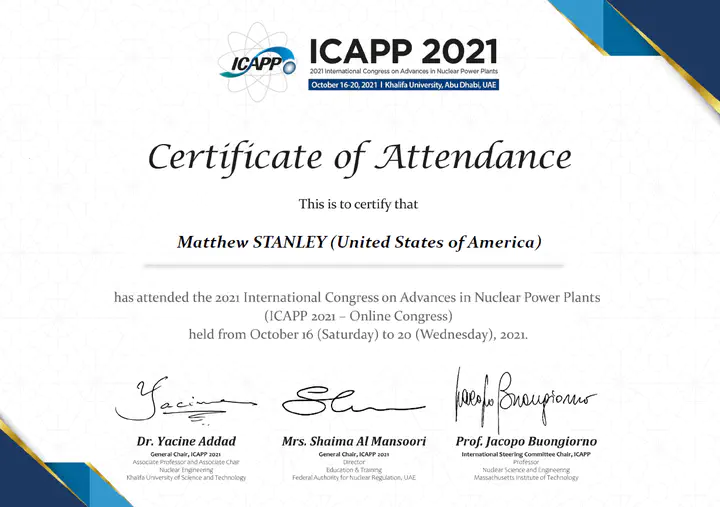 ICAPP
ICAPP 2021
2021 International Congress on Advances in Nuclear Power Plants
October 16-20, 2021 | Khalifa University, Abu Dhabi, UAE
Certificate of Attendance
This is to certify that
Matthew STANLEY (United States of America)
has attended the 2021 International Congress on Advances in Nuclear Power Plants
(ICAPP 2021 – Online Congress)
held from October 16 (Saturday) to 20 (Wednesday), 2021.
Yacine
Jacopo Buongiorno
Dr. Yacine Addad
General Chair, ICAPP 2021
Associate Professor and Associate Chair
Nuclear Engineering
Khalifa University of Science and Technology
Mrs. Shaima Al Mansoori
General Chair, ICAPP 2021
Director
Education & Training
Federal Authority for Nuclear Regulation, UAE
Prof. Jacopo Buongiorno
International Steering Committee Chair, ICAPP
Professor
Nuclear Science and Engineering
Massachusetts Institute of Technology